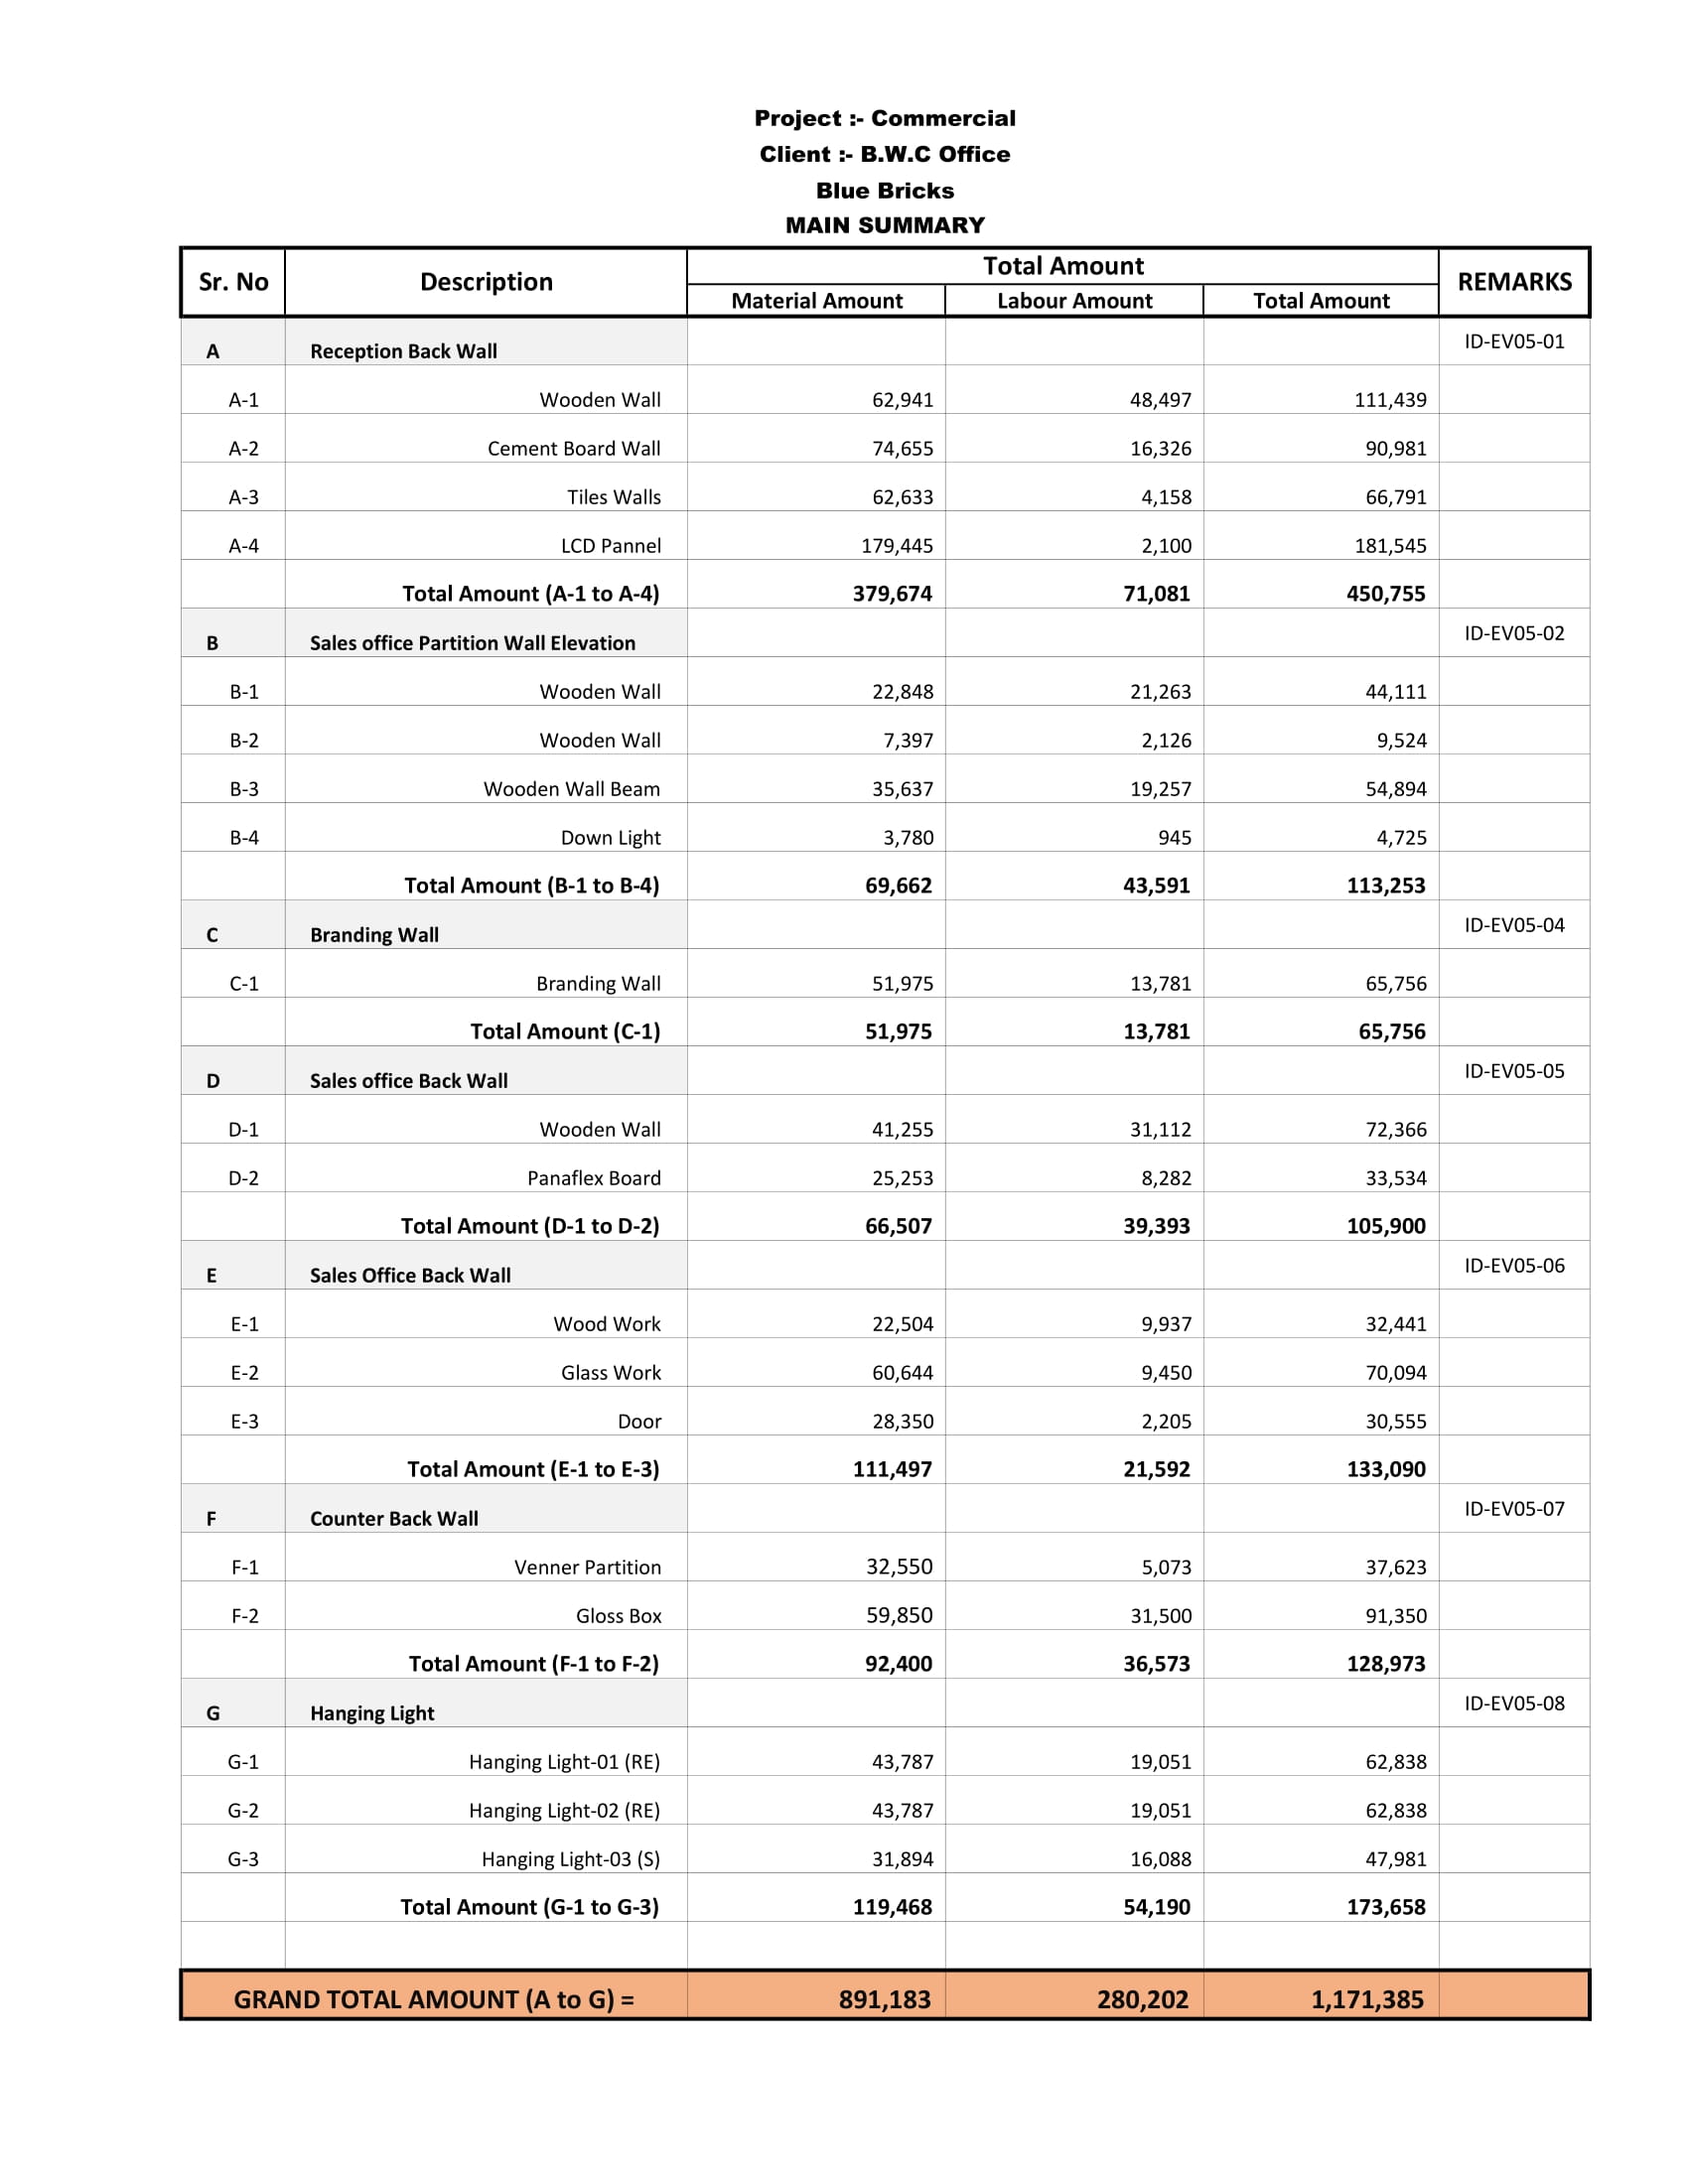 Project :- Commercial
Client :- B.W.C Office
Blue Bricks
MAIN SUMMARY
Sr. No Description Total Amount REMARKS
Material Amount Labour Amount Total Amount
A Reception Back Wall ID-EV05-01
A-1 Wooden Wall 62,941 48,497 111,439
A-2 Cement Board Wall 74,655 16,326 90,981
A-3 Tiles Walls 62,633 4,158 66,791
A-4 LCD Pannel 179,445 2,100 181,545
Total Amount (A-1 to A-4) 379,674 71,081 450,755
B Sales office Partition Wall Elevation ID-EV05-02
B-1 Wooden Wall 22,848 21,263 44,111
B-2 Wooden Wall 7,397 2,126 9,524
B-3 Wooden Wall Beam 35,637 19,257 54,894
B-4 Down Light 3,780 945 4,725
Total Amount (B-1 to B-4) 69,662 43,591 113,253
C Branding Wall ID-EV05-04
C-1 Branding Wall 51,975 13,781 65,756
Total Amount (C-1) 51,975 13,781 65,756
D Sales office Back Wall ID-EV05-05
D-1 Wooden Wall 41,255 31,112 72,366
D-2 Panaflex Board 25,253 8,282 33,534
Total Amount (D-1 to D-2) 66,507 39,393 105,900
E Sales Office Back Wall ID-EV05-06
E-1 Wood Work 22,504 9,937 32,441
E-2 Glass Work 60,644 9,450 70,094
E-3 Door 28,350 2,205 30,555
Total Amount (E-1 to E-3) 111,497 21,592 133,090
F Counter Back Wall ID-EV05-07
F-1 Venner Partition 32,550 5,073 37,623
F-2 Gloss Box 59,850 31,500 91,350
Total Amount (F-1 to F-2) 92,400 36,573 128,973
G Hanging Light ID-EV05-08
G-1 Hanging Light-01 (RE) 43,787 19,051 62,838
G-2 Hanging Light-02 (RE) 43,787 19,051 62,838
G-3 Hanging Light-03 (S) 31,894 16,088 47,981
Total Amount (G-1 to G-3) 119,468 54,190 173,658
GRAND TOTAL AMOUNT (A to G) = 891,183 280,202 1,171,385